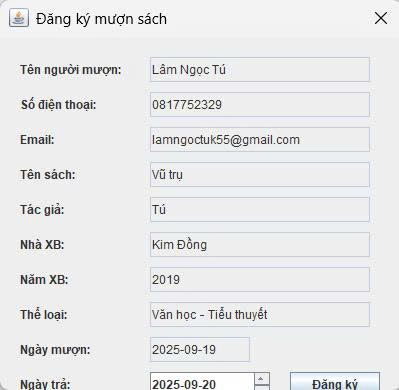 Đăng ký mượn sách
Tên người mượn: Lâm Ngọc Tú
Số điện thoại: 0817752329
Email: lamngoctuk55@gmail.com
Tên sách: Vũ trụ
Tác giả: Tú
Nhà XB: Kim Đồng
Năm XB: 2019
Thể loại: Văn học - Tiểu thuyết
Ngày mượn: 2025-09-19
Ngày trả: 2025-09-20 Đăng ký